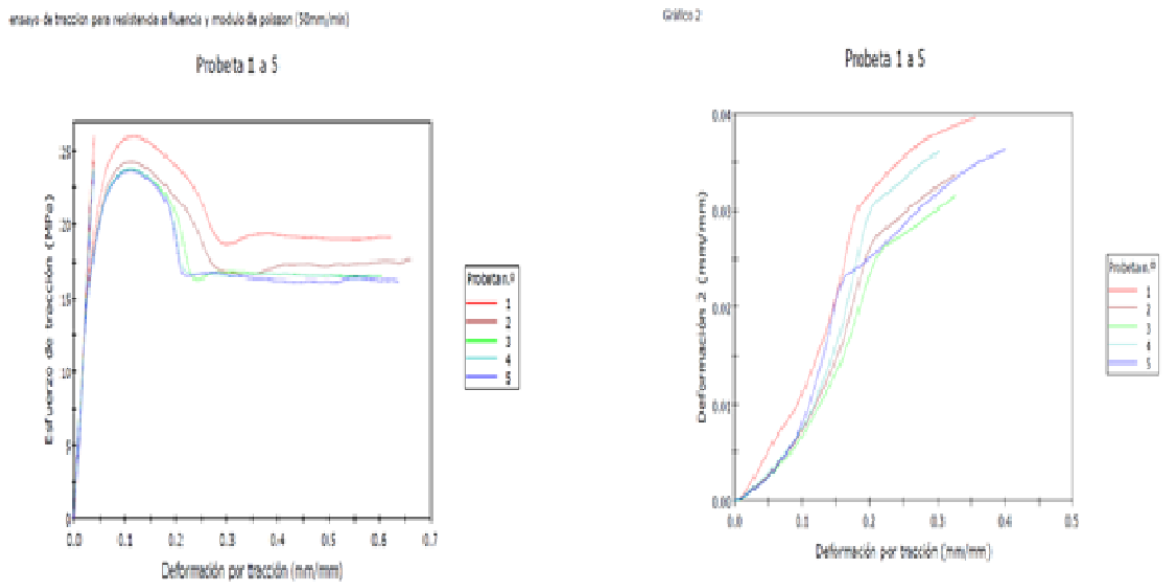 ensayo de traccion para resistencia a fluencia y modulo de poisson (50mm/min)
Probeta 1 a 5
Esfuerzo de tracción (MPa)
25
20
15
10
5
0
0.0 0.1 0.2 0.3 0.4 0.5 0.6 0.7
Deformación por tracción (mm/mm)
Probeta n.º
1
2
3
4
5
Gráfico 2
Probeta 1 a 5
Deformación 2 (mm/mm)
0.04
0.03
0.02
0.01
0.00
0.0 0.1 0.2 0.3 0.4 0.5
Deformación por tracción (mm/mm)
Probeta n.º
1
2
3
4
5